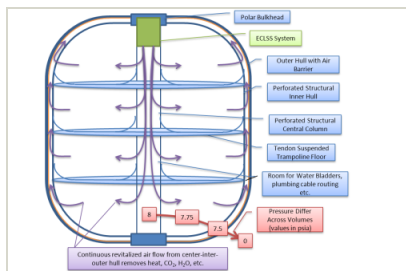 Polar Bulkhead
ECLSS System
Outer Hull with Air
Barrier
Perforated Structural
Inner Hull
Perforated Structural
Central Column
Tendon Suspended
Trampoline Floor
Room for Water Bladders,
plumbing cable routing
etc.
Pressure Differ
Across Volumes
(values in psia)
8
7.75
7.5
0
Continuous revitalized air flow from center-inter-
outer hull removes heat, CO₂, H₂O, etc.